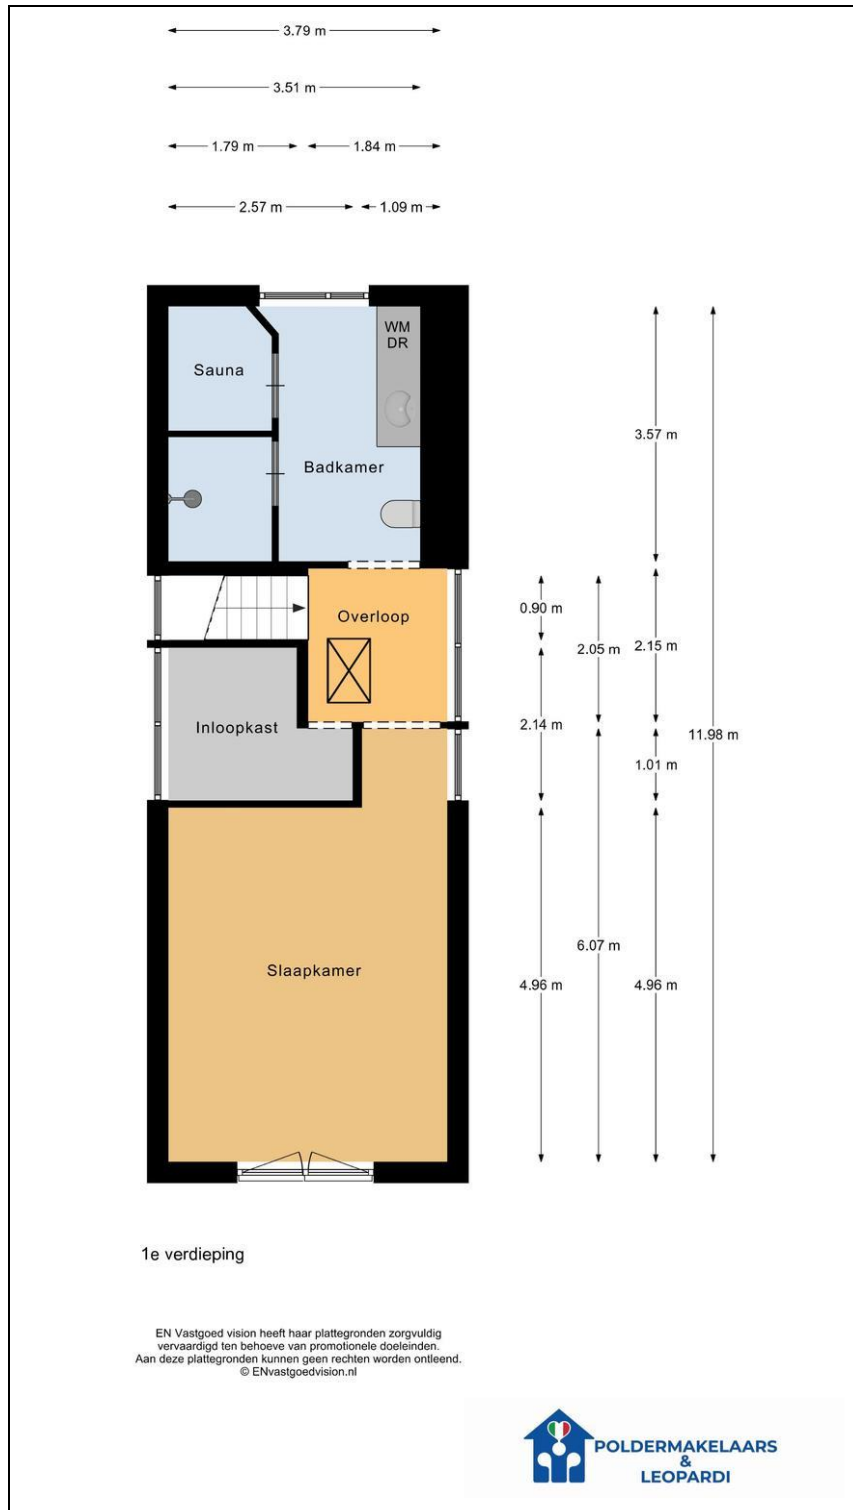 3.79 m
3.51 m
1.79 m
1.84 m
2.57 m
1.09 m
WM
DR
Sauna
3.57 m
Badkamer
0.90 m
Overloop
2.05 m
2.15 m
2.14 m
Inloopkast
11.98 m
1.01 m
6.07 m
Slaapkamer
4.96 m
4.96 m
1e verdieping
EN Vastgoed vision heeft haar plattegronden zorgvuldig
vervaardigd ten behoeve van promotionele doeleinden.
Aan deze plattegronden kunnen geen rechten worden ontleend.
© ENvastgoedvision.nl
POLDERMAKELAARS
&
LEOPARDI